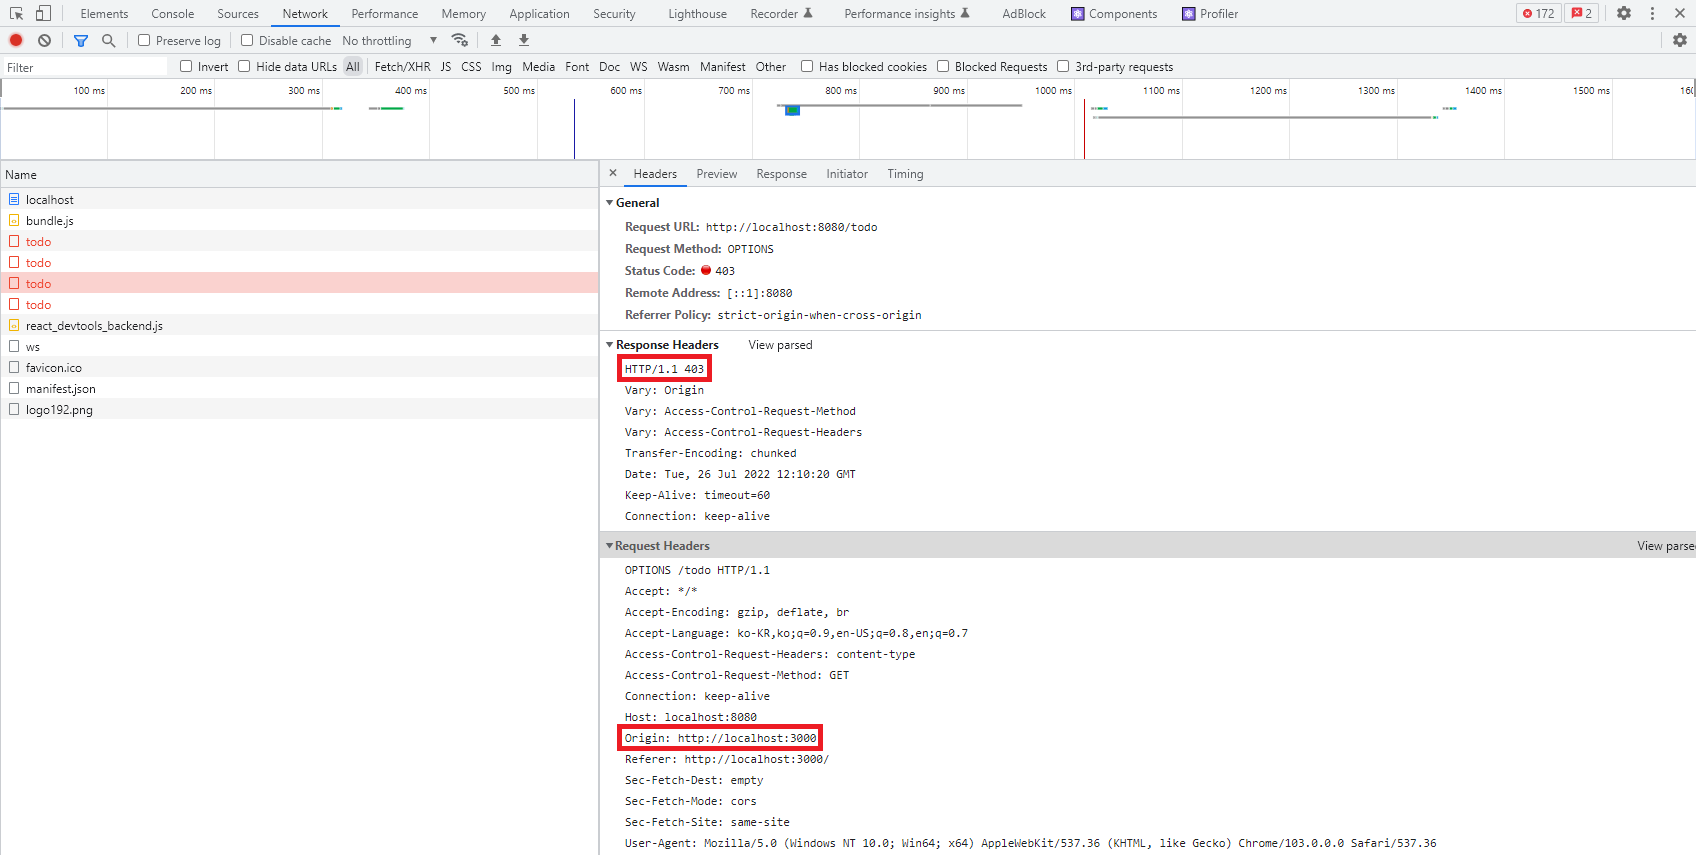 Elements Console Sources Network Performance Memory Application Security Lighthouse Recorder Performance insights AdBlock Components Profiler 172 2
Preserve log Disable cache No throttling
Filter Invert Hide data URLs All Fetch/XHR JS CSS Img Media Font Doc WS Wasm Manifest Other Has blocked cookies Blocked Requests 3rd-party requests
100 ms 200 ms 300 ms 400 ms 500 ms 600 ms 700 ms 800 ms 900 ms 1000 ms 1100 ms 1200 ms 1300 ms 1400 ms 1500 ms
Name
localhost
bundle.js
todo
todo
todo
todo
react_devtools_backend.js
ws
favicon.ico
manifest.json
logo192.png
Headers Preview Response Initiator Timing
General
Request URL: http://localhost:8080/todo
Request Method: OPTIONS
Status Code: 403
Remote Address: [::1]:8080
Referrer Policy: strict-origin-when-cross-origin
Response Headers View parsed
HTTP/1.1 403
Vary: Origin
Vary: Access-Control-Request-Method
Vary: Access-Control-Request-Headers
Transfer-Encoding: chunked
Date: Tue, 26 Jul 2022 12:10:20 GMT
Keep-Alive: timeout=60
Connection: keep-alive
Request Headers View parse
OPTIONS /todo HTTP/1.1
Accept: */*
Accept-Encoding: gzip, deflate, br
Accept-Language: ko-KR,ko;q=0.9,en-US;q=0.8,en;q=0.7
Access-Control-Request-Headers: content-type
Access-Control-Request-Method: GET
Connection: keep-alive
Host: localhost:8080
Origin: http://localhost:3000
Referer: http://localhost:3000/
Sec-Fetch-Dest: empty
Sec-Fetch-Mode: cors
Sec-Fetch-Site: same-site
User-Agent: Mozilla/5.0 (Windows NT 10.0; Win64; x64) AppleWebKit/537.36 (KHTML, like Gecko) Chrome/103.0.0.0 Safari/537.36